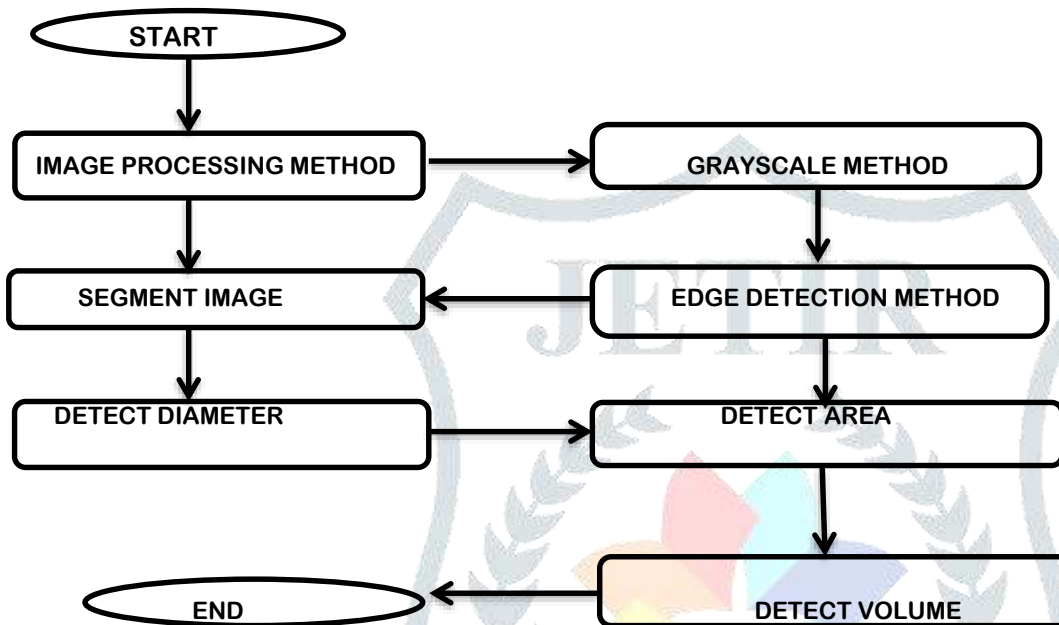 START
IMAGE PROCESSING METHOD
GRAYSCALE METHOD
SEGMENT IMAGE
EDGE DETECTION METHOD
JETIR
DETECT DIAMETER
DETECT AREA
END
DETECT VOLUME